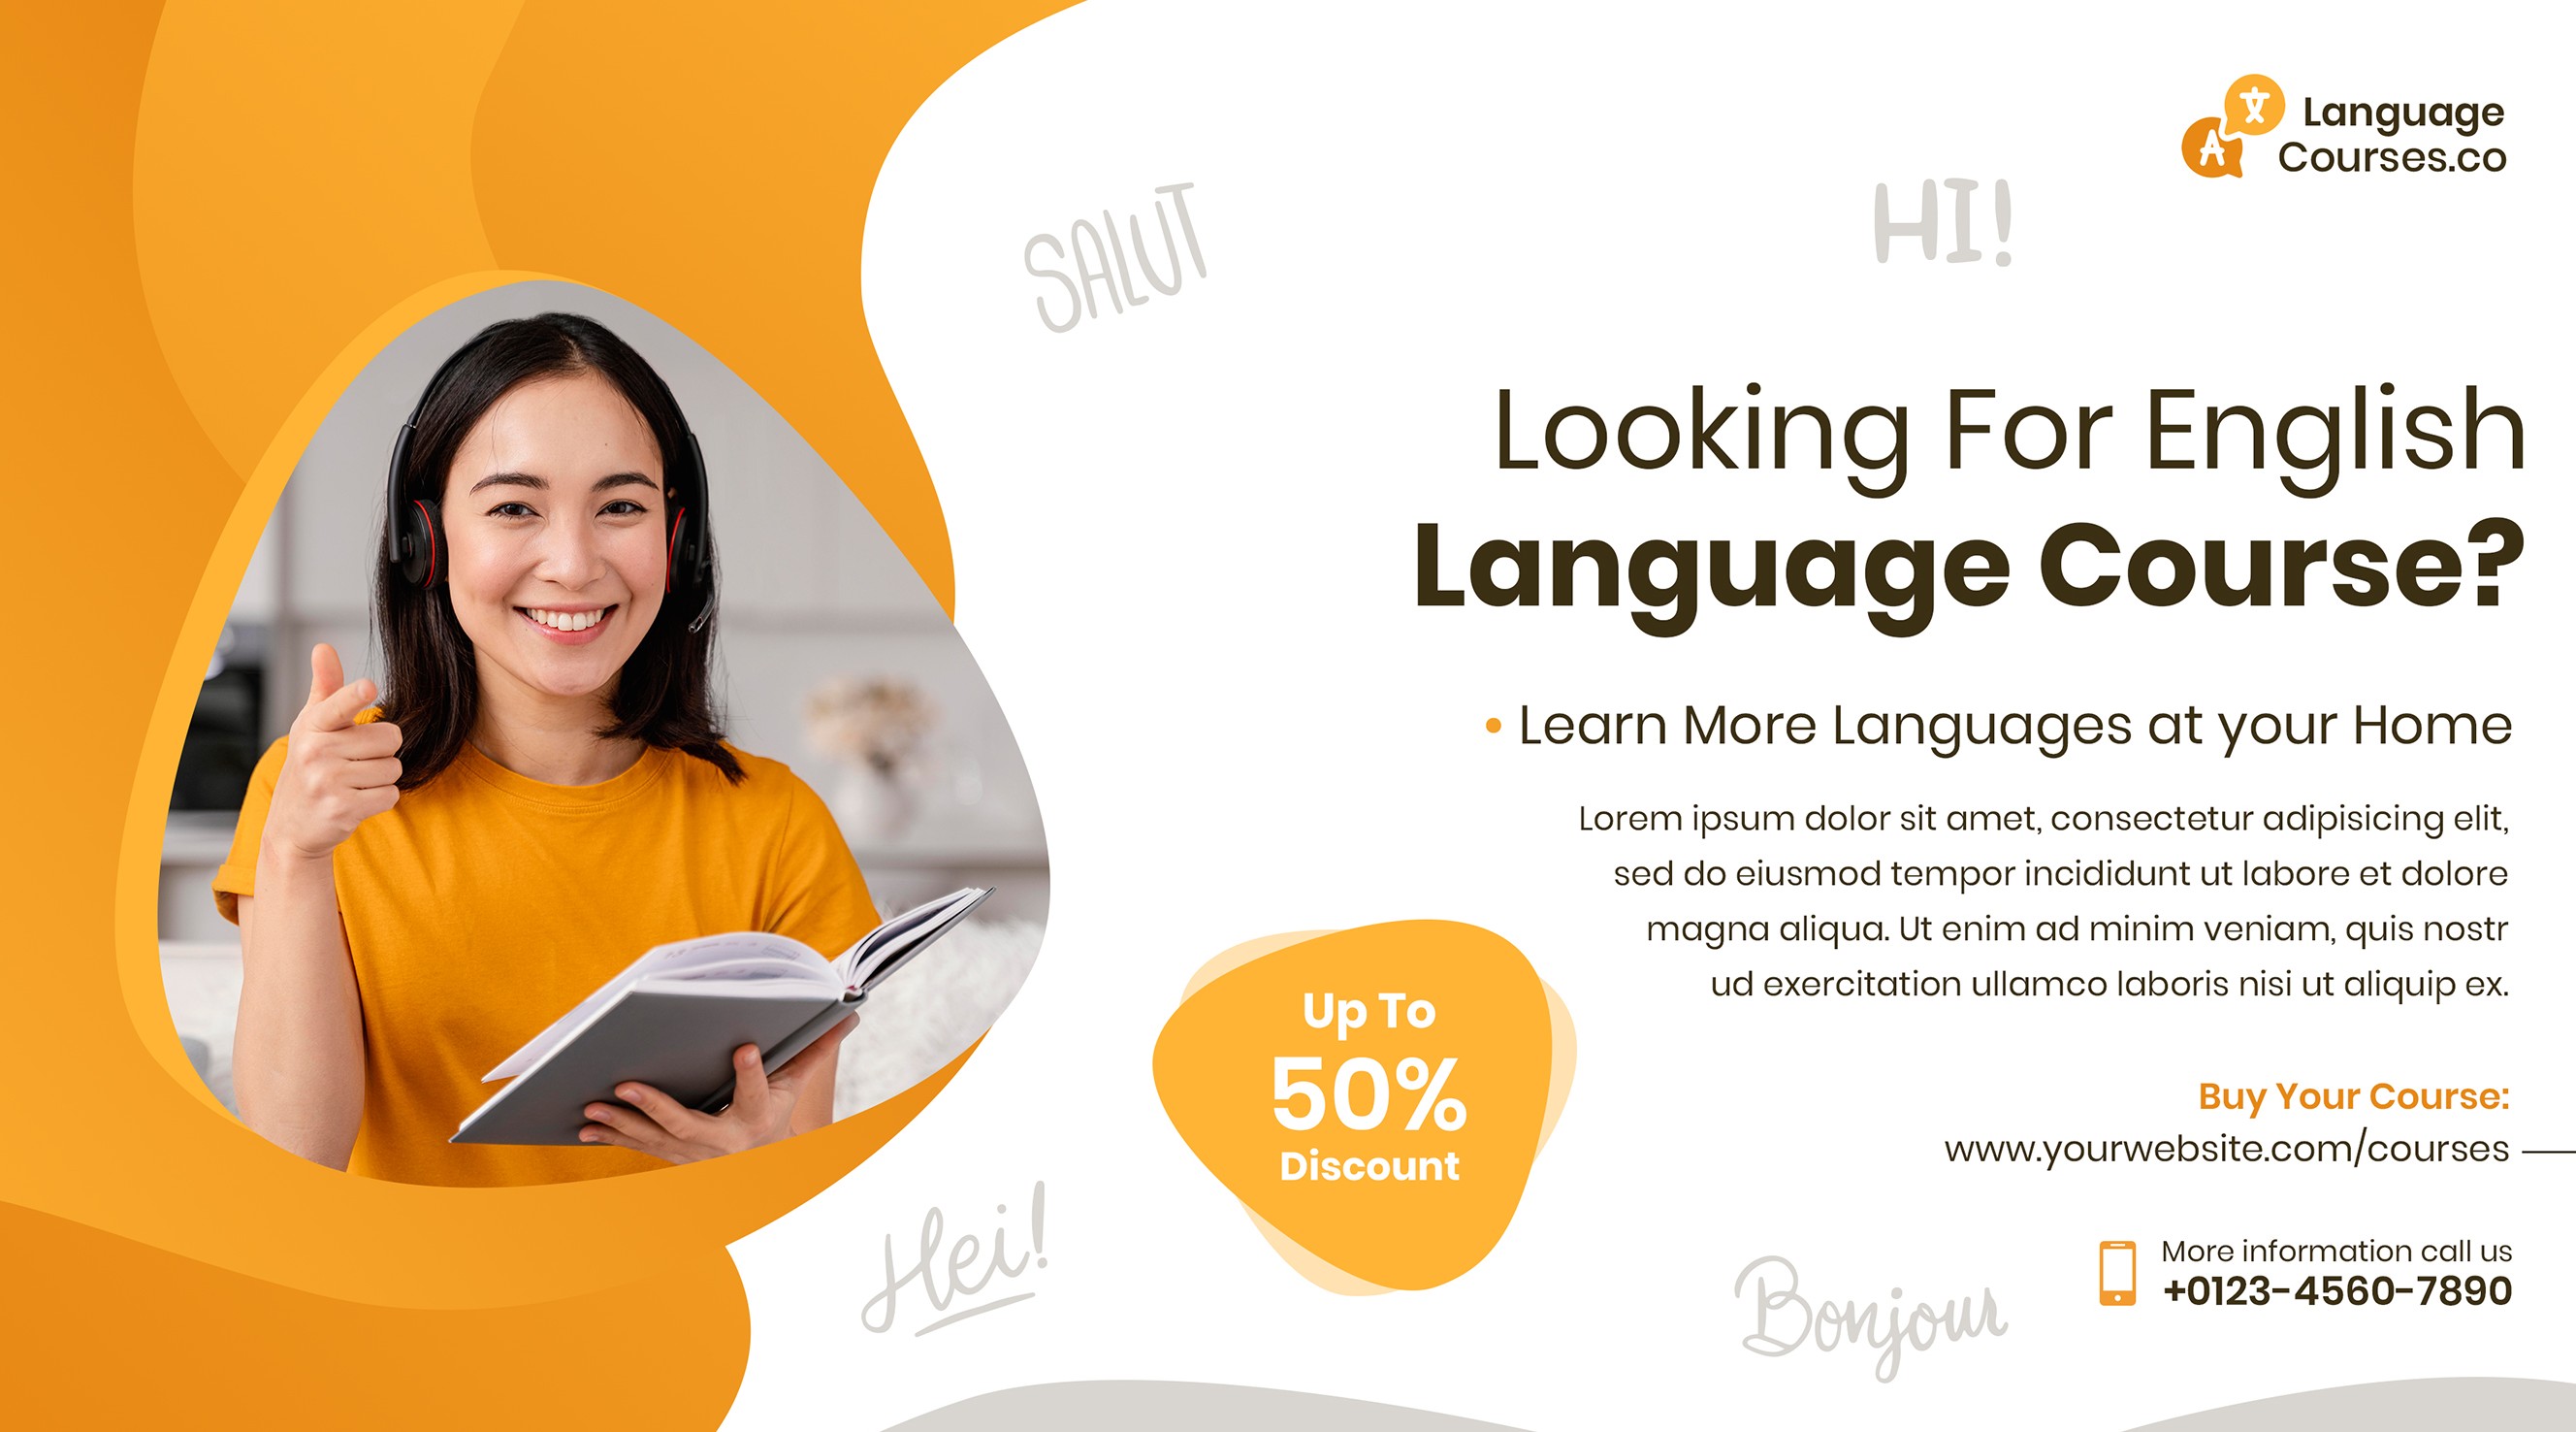 Language
Courses.co
SALUT
HI!
Looking For English
Language Course?
• Learn More Languages at your Home
Lorem ipsum dolor sit amet, consectetur adipisicing elit,
sed do eiusmod tempor incididunt ut labore et dolore
magna aliqua. Ut enim ad minim veniam, quis nostr
ud exercitation ullamco laboris nisi ut aliquip ex.
Up To
50%
Discount
Buy Your Course:
www.yourwebsite.com/courses
Hei!
Bonjour
More information call us
+0123-4560-7890